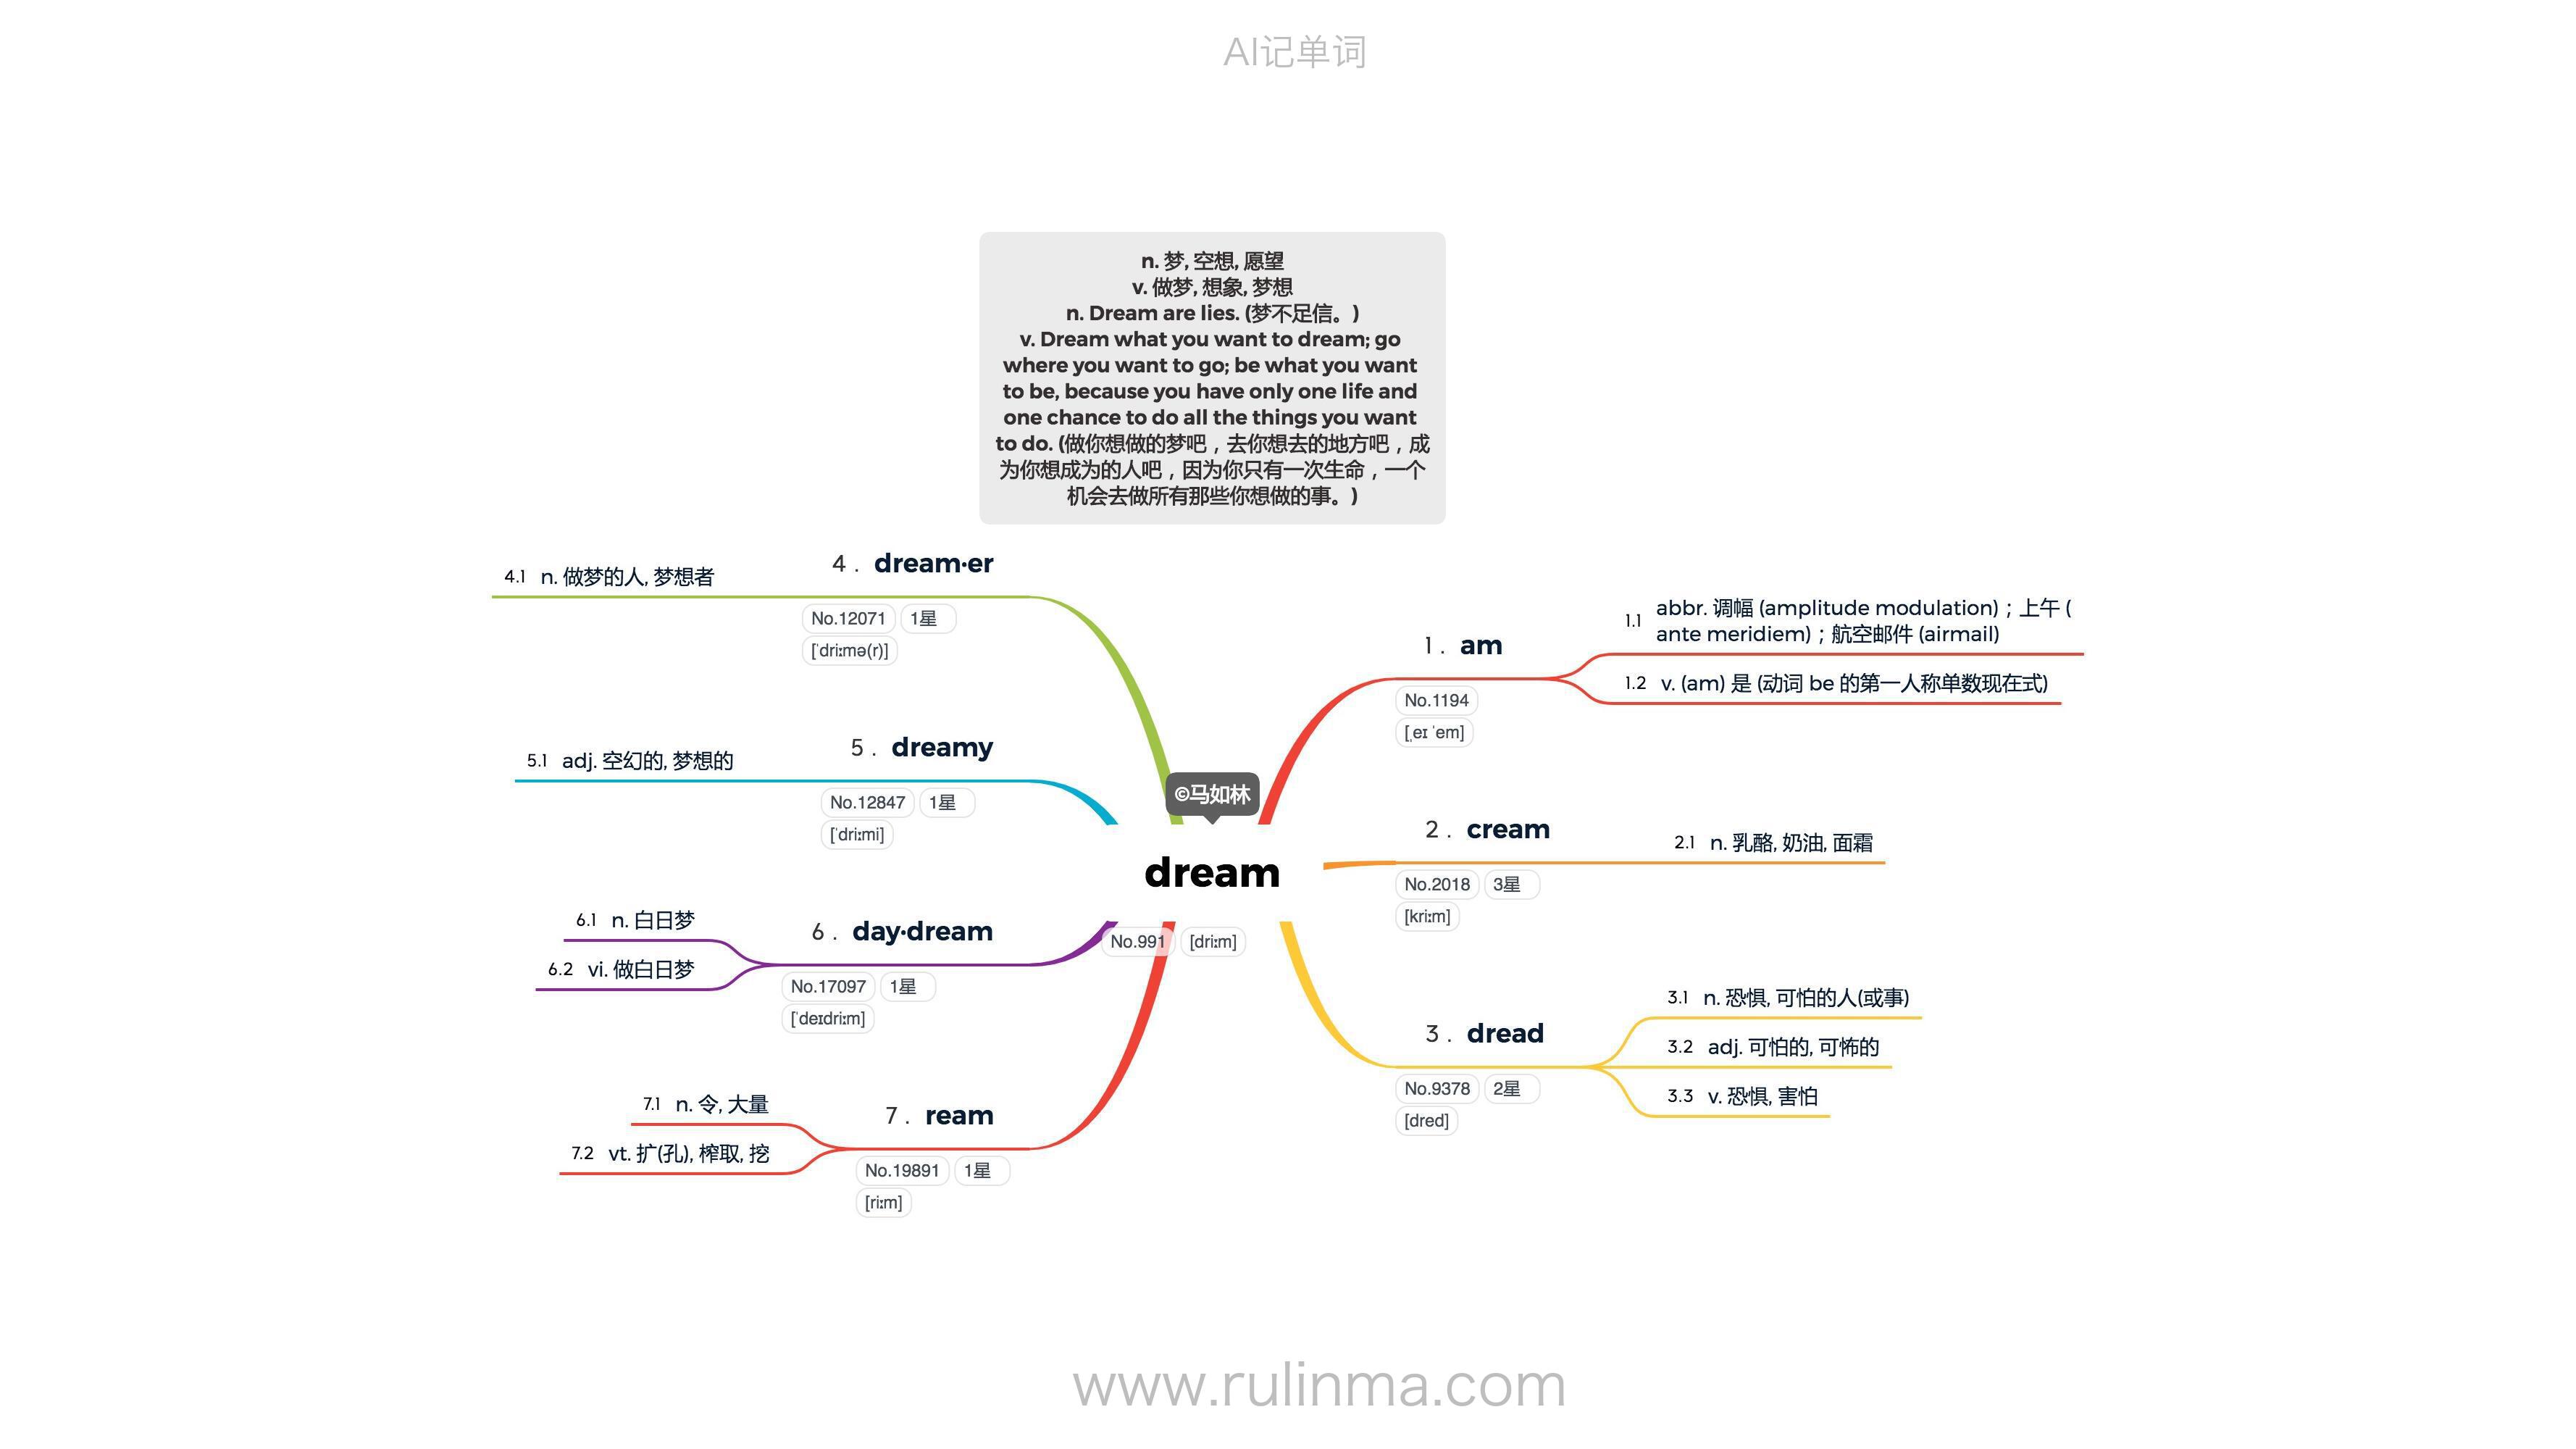 AI记单词
n. 梦, 空想, 愿望
v. 做梦, 想象, 梦想
n. Dream are lies. (梦不足信。)
v. Dream what you want to dream; go
where you want to go; be what you want
to be, because you have only one life and
one chance to do all the things you want
to do. (做你想做的梦吧，去你想去的地方吧，成
为你想成为的人吧，因为你只有一次生命，一个
机会去做所有那些你想做的事。)
©马如林
dream
No.991 [driːm]
1 . am
No.1194
[ˌeɪ ˈem]
1.1 abbr. 调幅 (amplitude modulation)；上午 (
ante meridiem)；航空邮件 (airmail)
1.2 v. (am) 是 (动词 be 的第一人称单数现在式)
2 . cream
No.2018 3星
[kriːm]
2.1 n. 乳酪, 奶油, 面霜
3 . dread
No.9378 2星
[dred]
3.1 n. 恐惧, 可怕的人(或事)
3.2 adj. 可怕的, 可怖的
3.3 v. 恐惧, 害怕
4 . dream·er
No.12071 1星
[ˈdriːmə(r)]
4.1 n. 做梦的人, 梦想者
5 . dreamy
No.12847 1星
[ˈdriːmi]
5.1 adj. 空幻的, 梦想的
6 . day·dream
No.17097 1星
[ˈdeɪdriːm]
6.1 n. 白日梦
6.2 vi. 做白日梦
7 . ream
No.19891 1星
[riːm]
7.1 n. 令, 大量
7.2 vt. 扩(孔), 榨取, 挖
www.rulinma.com